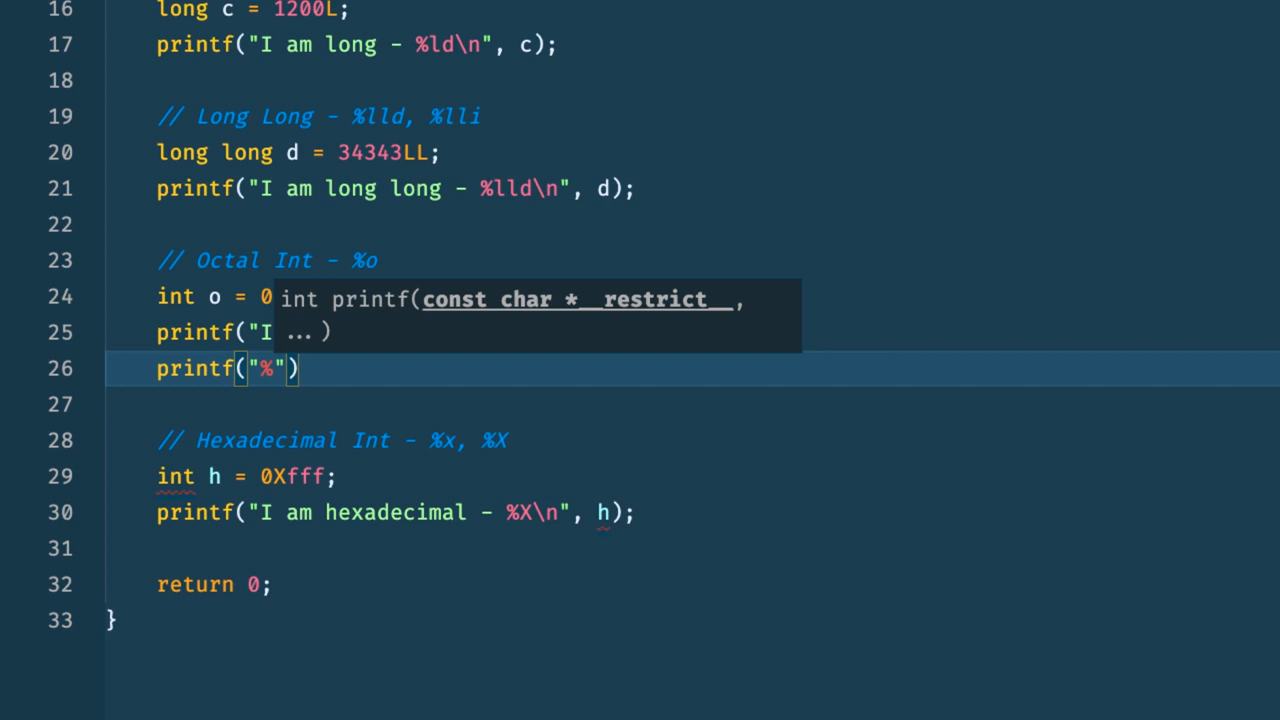 16 long c = 1200L;
17 printf("I am long - %ld\n", c);
18
19 // Long Long - %lld, %lli
20 long long d = 34343LL;
21 printf("I am long long - %lld\n", d);
22
23 // Octal Int - %o
24 int o = 0
int printf(const char *__restrict__,
...)
25 printf("I
26 printf("%")
27
28 // Hexadecimal Int - %x, %X
29 int h = 0Xfff;
30 printf("I am hexadecimal - %X\n", h);
31
32 return 0;
33 }